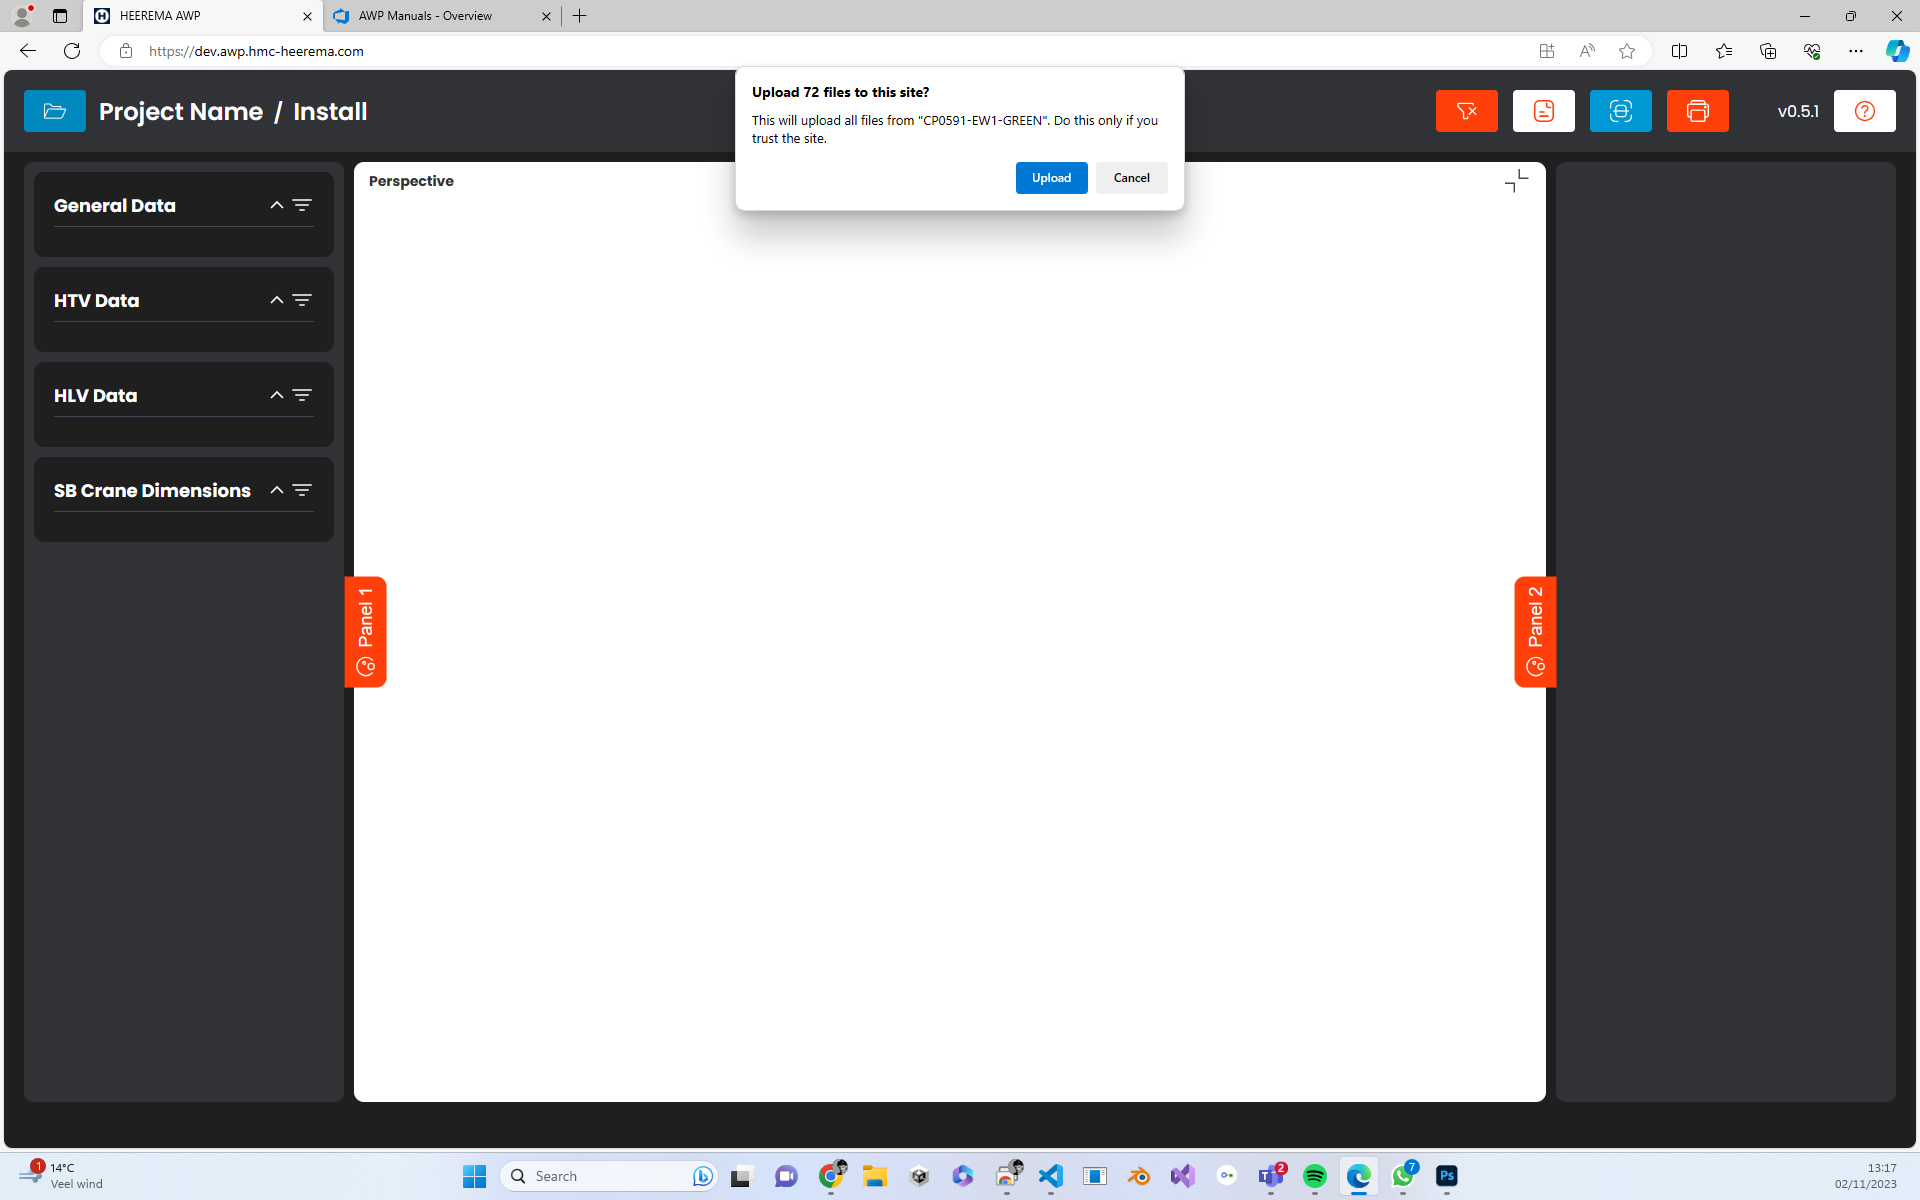 HEEREMA AWP
AWP Manuals - Overview
https://dev.awp.hmc-heerema.com
Upload 72 files to this site?
This will upload all files from "CP0591-EW1-GREEN". Do this only if you
trust the site.
Upload
Cancel
Project Name / Install
v0.5.1
General Data
HTV Data
HLV Data
SB Crane Dimensions
Perspective
Panel 1
Panel 2
1
14°C
Veel wind
Search
2
7
Ps
13:17
02/11/2023